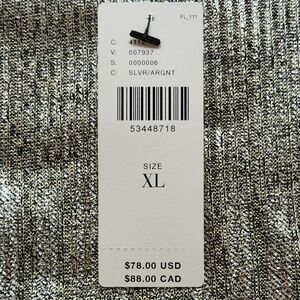 FL_111
C:
V: 007937
S: 0000006
C: SLVR/ARGNT
53448718
SIZE
XL
$78.00 USD
$88.00 CAD